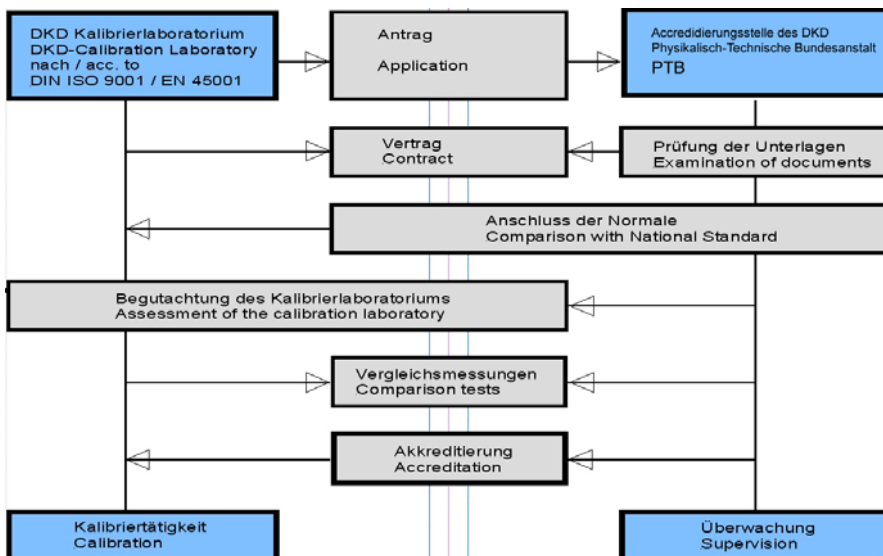 DKD Kalibrierlaboratorium
DKD-Calibration Laboratory
nach / acc. to
DIN ISO 9001 / EN 45001
Antrag
Application
Accredidierungsstelle des DKD
Physikalisch-Technische Bundesanstalt
PTB
Vertrag
Contract
Prüfung der Unterlagen
Examination of documents
Anschluss der Normale
Comparison with National Standard
Begutachtung des Kalibrierlaboratoriums
Assessment of the calibration laboratory
Vergleichsmessungen
Comparison tests
Akkreditierung
Accreditation
Kalibriertätigkeit
Calibration
Überwachung
Supervision